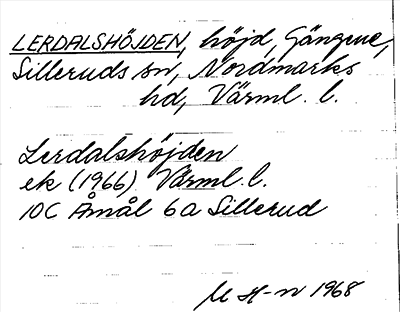 LERDALSHÖJDEN, höjd, Gängene,
Silleruds sn, Nordmarks
hd, Värml. l.
Lerdalshöjden
ek (1966) Värml. l.
10C Åmål 6a Sillerud
M H-n 1968